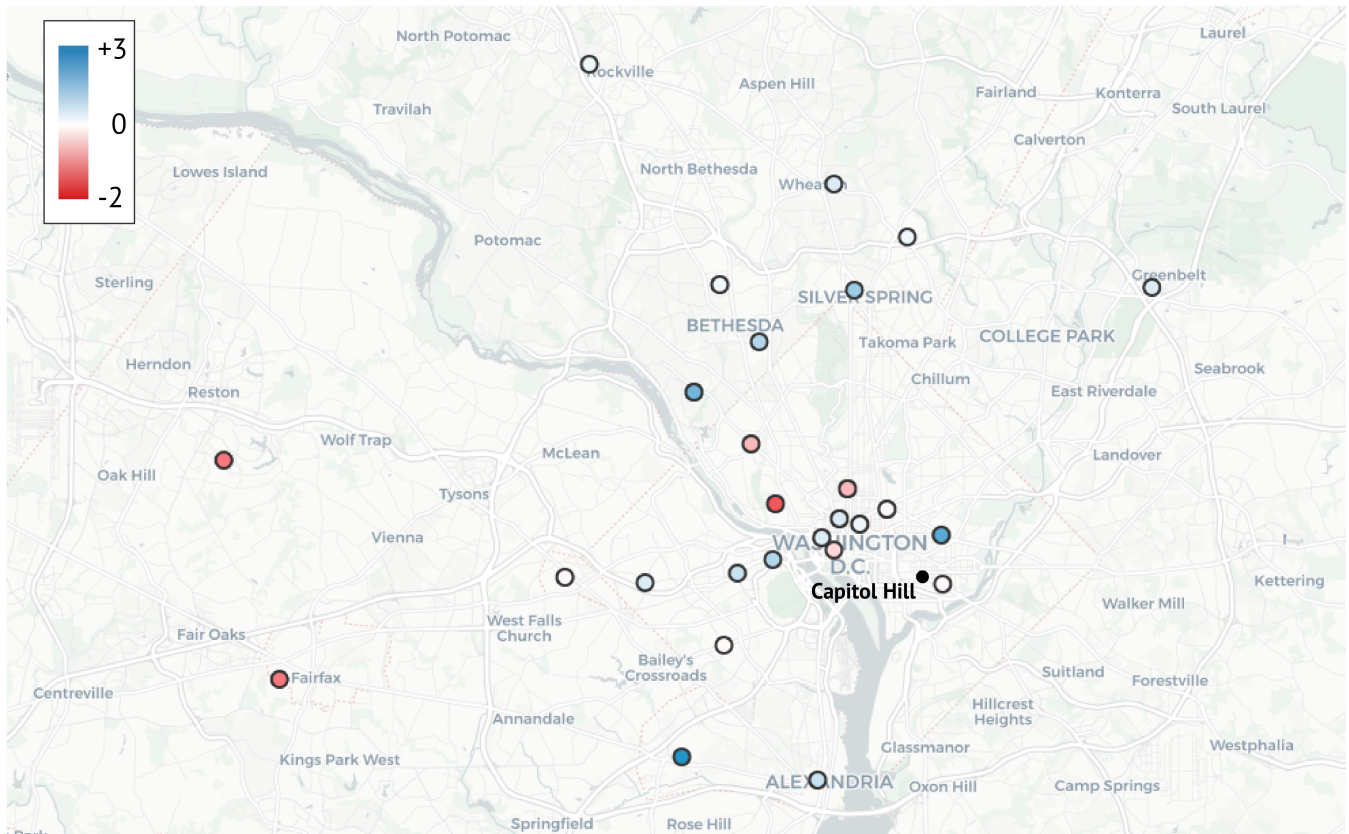 +3
0
-2
North Potomac
Laurel
Rockville
Aspen Hill
Fairland
Konterra
Travilah
South Laurel
Calverton
Lowes Island
North Bethesda
Wheaton
Potomac
Greenbelt
Sterling
SILVER SPRING
BETHESDA
COLLEGE PARK
Takoma Park
Herndon
Seabrook
Chillum
Reston
East Riverdale
Wolf Trap
McLean
Landover
Oak Hill
Tysons
Vienna
WASHINGTON
D.C.
Kettering
Capitol Hill
Walker Mill
West Falls
Church
Fair Oaks
Bailey's
Crossroads
Suitland
Fairfax
Forestville
Centreville
Hillcrest
Heights
Annandale
Glassmanor
Westphalia
Kings Park West
ALEXANDRIA
Oxon Hill
Camp Springs
Springfield
Rose Hill
Park